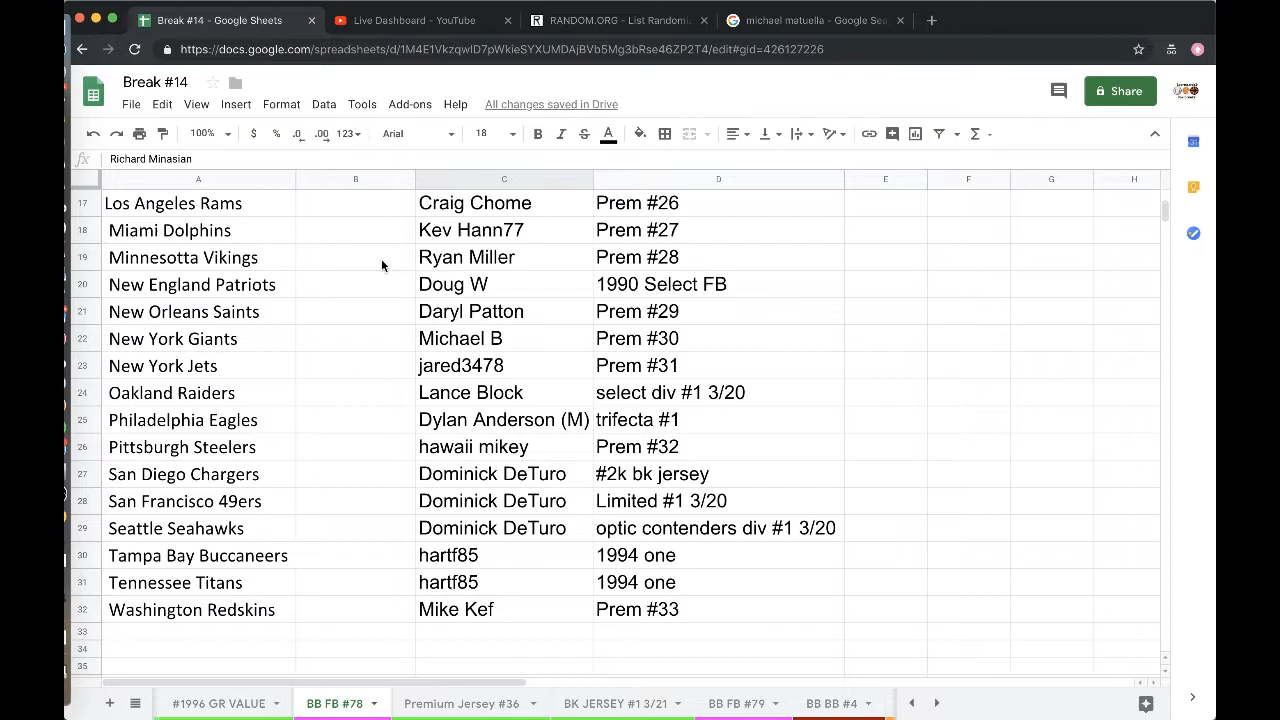 Break #14 - Google Sheets
Live Dashboard - YouTube
RANDOM.ORG - List Randomi
michael matuella - Google Sea
https://docs.google.com/spreadsheets/d/1M4E1VkzqwlD7pWkieSYXUMDAjBVb5Mg3bRse46ZP2T4/edit#gid=426127226
Break #14
File Edit View Insert Format Data Tools Add-ons Help All changes saved in Drive
Share
100% $ % .0 .00 123 Arial 18 B I S A
fx Richard Minasian
A B C D E F G H
17 Los Angeles Rams Craig Chome Prem #26
18 Miami Dolphins Kev Hann77 Prem #27
19 Minnesotta Vikings Ryan Miller Prem #28
20 New England Patriots Doug W 1990 Select FB
21 New Orleans Saints Daryl Patton Prem #29
22 New York Giants Michael B Prem #30
23 New York Jets jared3478 Prem #31
24 Oakland Raiders Lance Block select div #1 3/20
25 Philadelphia Eagles Dylan Anderson (M) trifecta #1
26 Pittsburgh Steelers hawaii mikey Prem #32
27 San Diego Chargers Dominick DeTuro #2k bk jersey
28 San Francisco 49ers Dominick DeTuro Limited #1 3/20
29 Seattle Seahawks Dominick DeTuro optic contenders div #1 3/20
30 Tampa Bay Buccaneers hartf85 1994 one
31 Tennessee Titans hartf85 1994 one
32 Washington Redskins Mike Kef Prem #33
33
34
35
#1996 GR VALUE BB FB #78 Premium Jersey #36 BK JERSEY #1 3/21 BB FB #79 BB BB #4